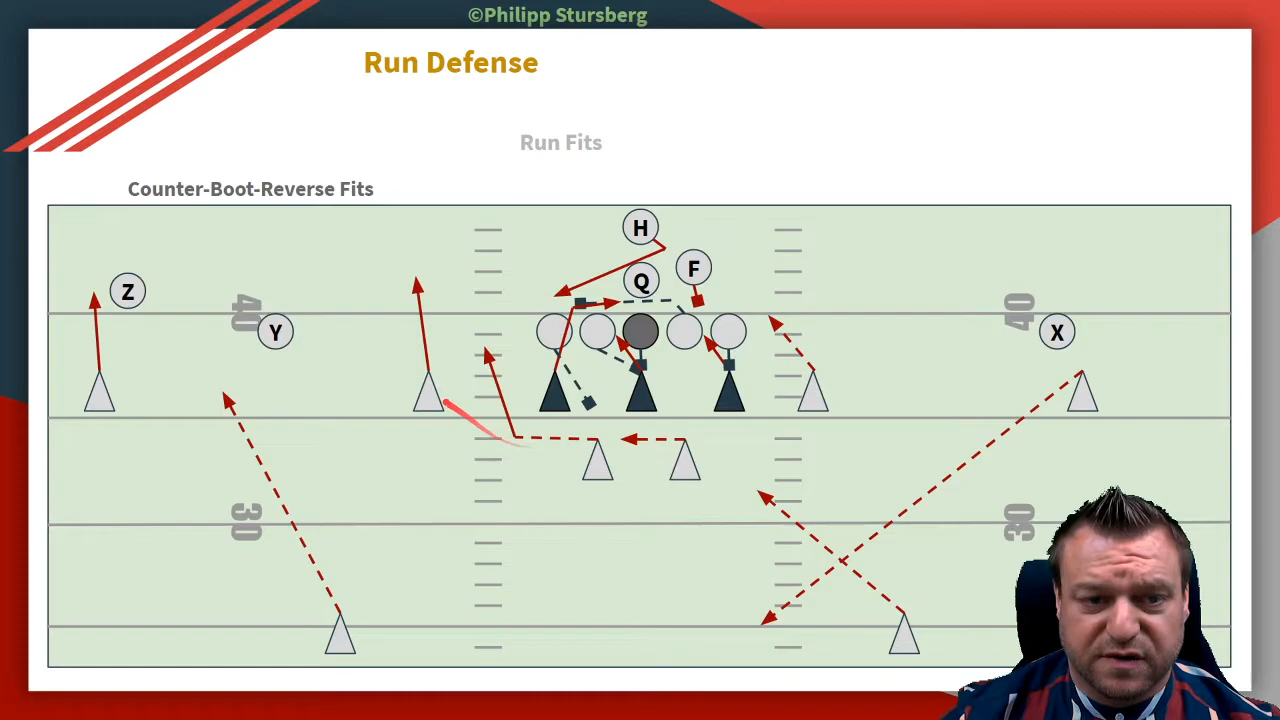 ©Philipp Stursberg
Run Defense
Run Fits
Counter-Boot-Reverse Fits
H
F
Q
Z
Y
X
40
40
30
30